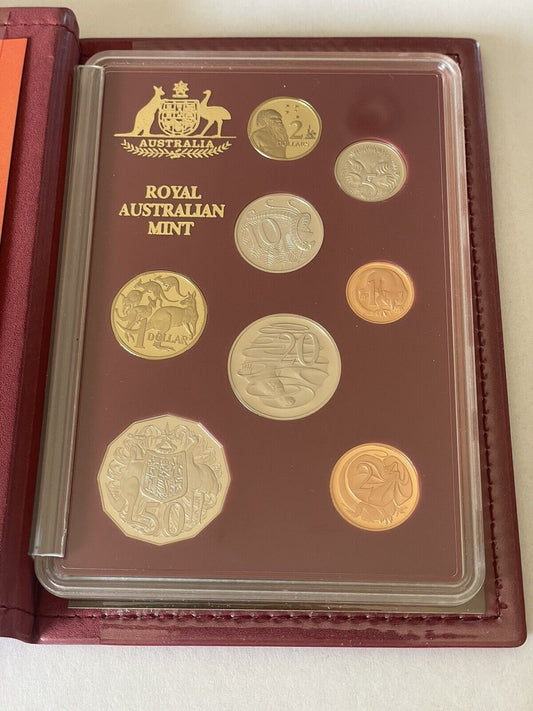 AUSTRALIA
ROYAL
AUSTRALIAN
MINT
2
DOLLARS
5
10
1
1
DOLLAR
20
50
2